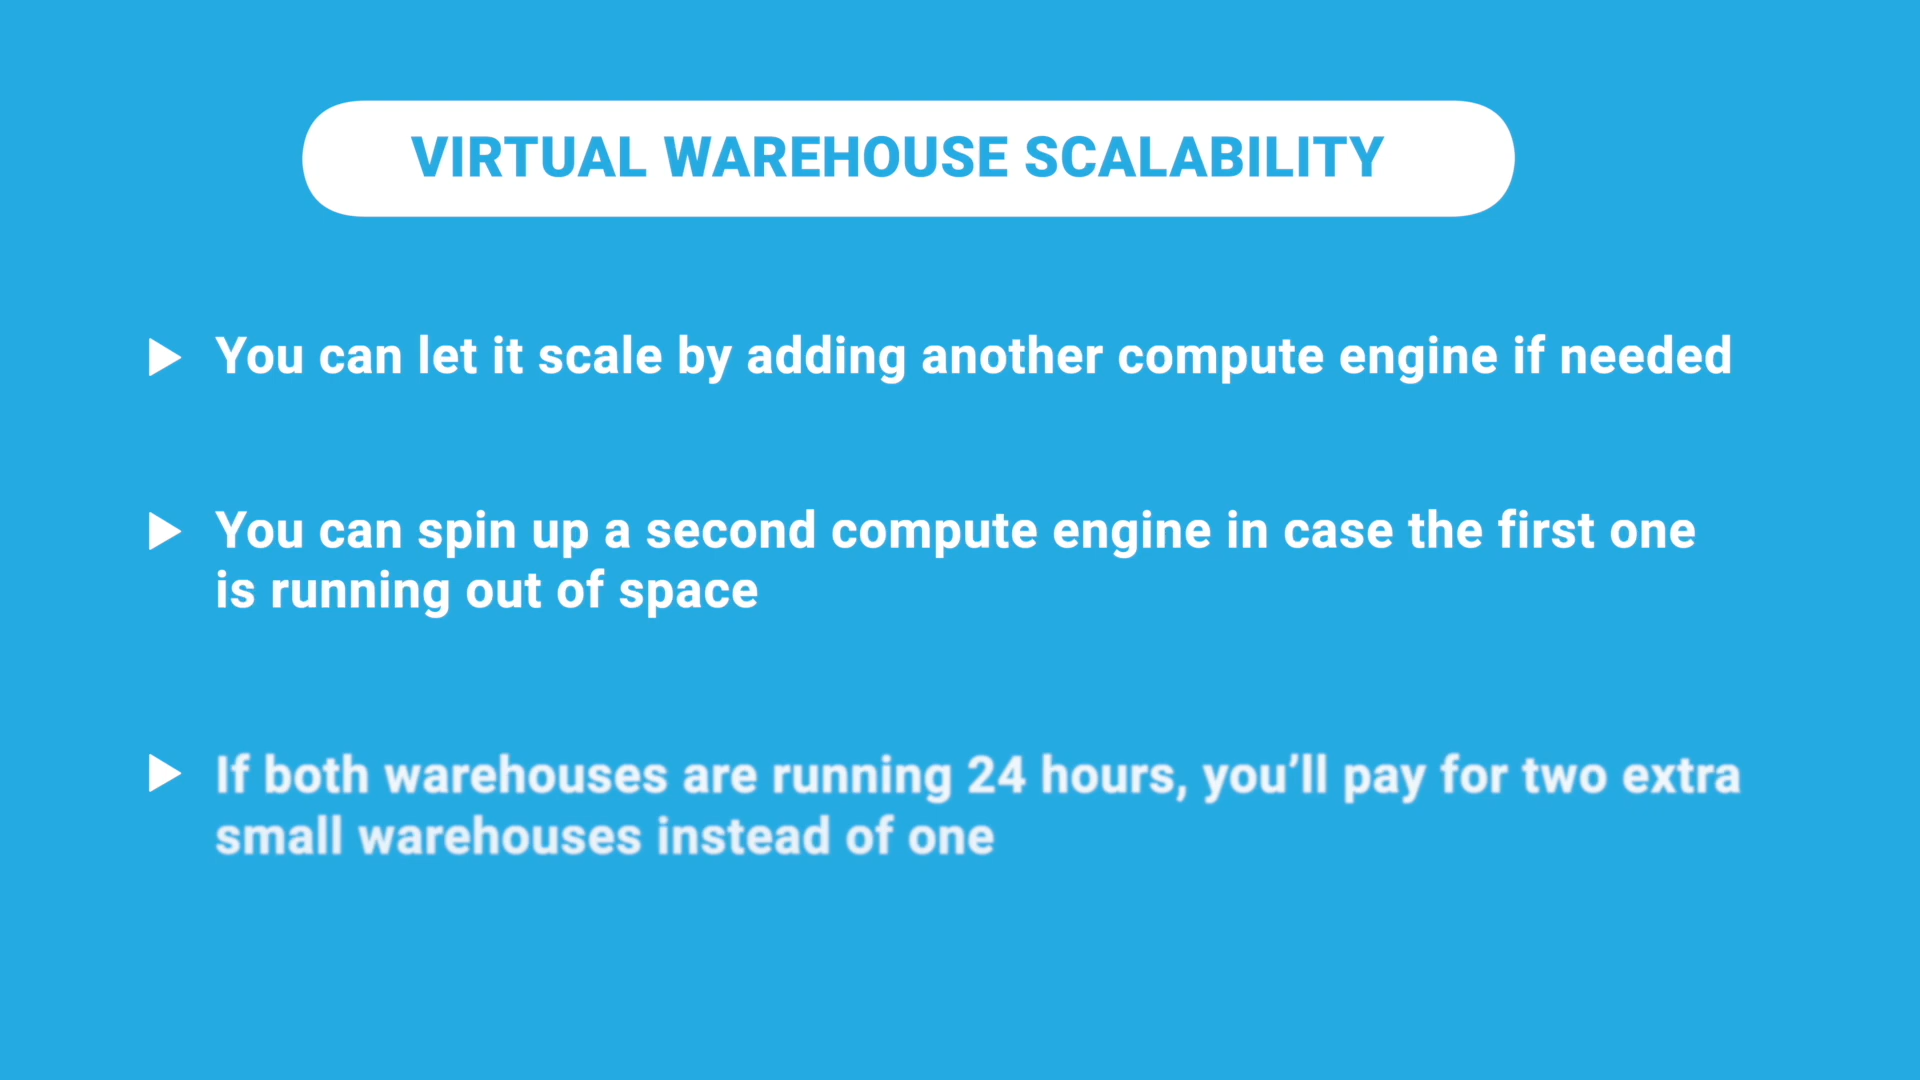 VIRTUAL WAREHOUSE SCALABILITY
You can let it scale by adding another compute engine if needed
You can spin up a second compute engine in case the first one
is running out of space
If both warehouses are running 24 hours, you’ll pay for two extra
small warehouses instead of one